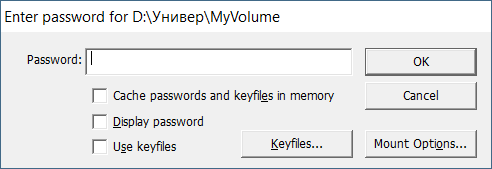 Enter password for D:\Универ\MyVolume
Password:
OK
Cache passwords and keyfiles in memory
Cancel
Display password
Use keyfiles
Keyfiles...
Mount Options...